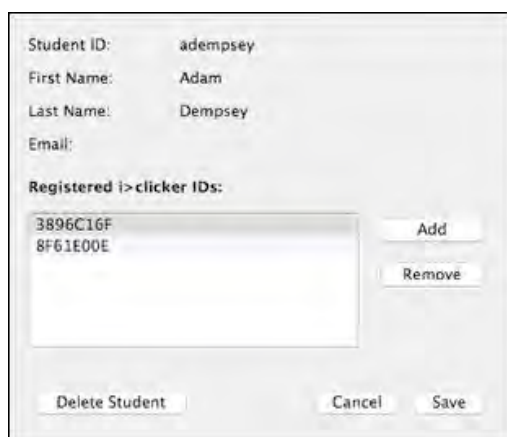 Student ID: adempsey
First Name: Adam
Last Name: Dempsey
Email:
Registered i>clicker IDs:
3896C16F
8F61E00E
Add
Remove
Delete Student
Cancel
Save